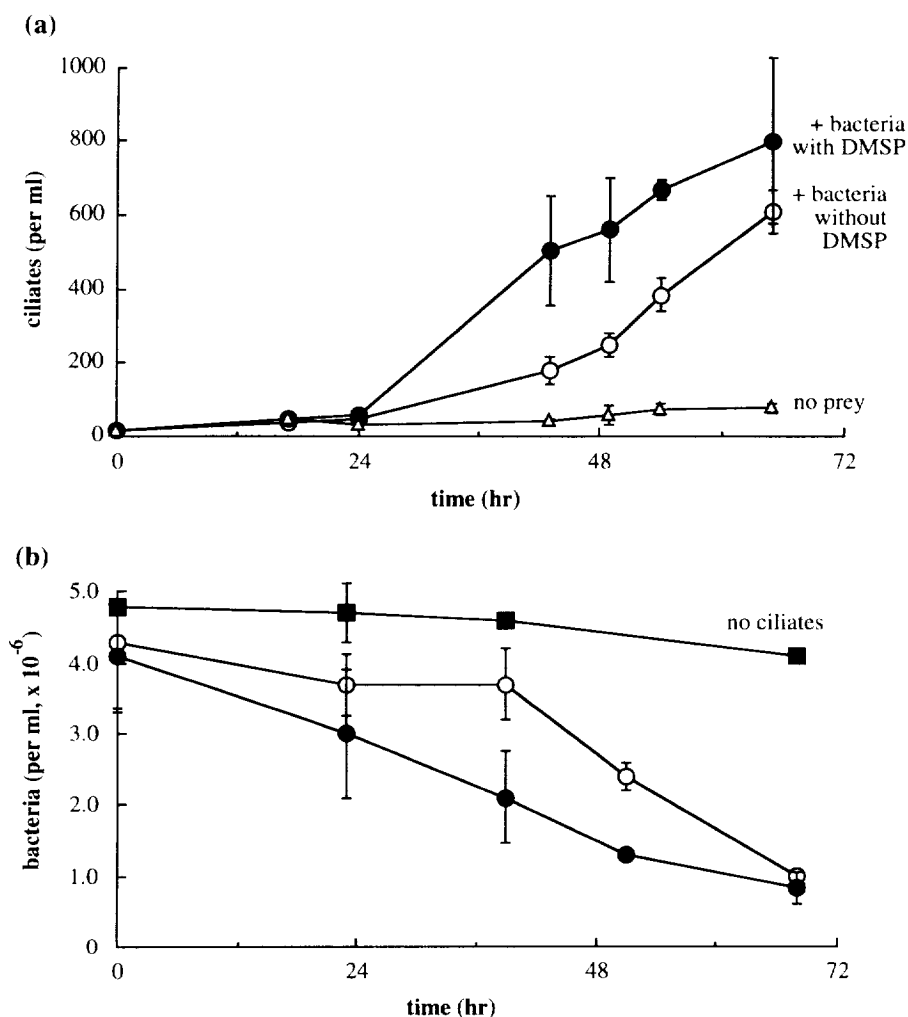 (a)
1000
800
600
400
200
0
ciliates (per ml)
+ bacteria
with DMSP
+ bacteria
without
DMSP
no prey
0 24 48 72
time (hr)
(b)
5.0
4.0
3.0
2.0
1.0
0
bacteria (per ml, x 10⁻⁶)
no ciliates
0 24 48 72
time (hr)